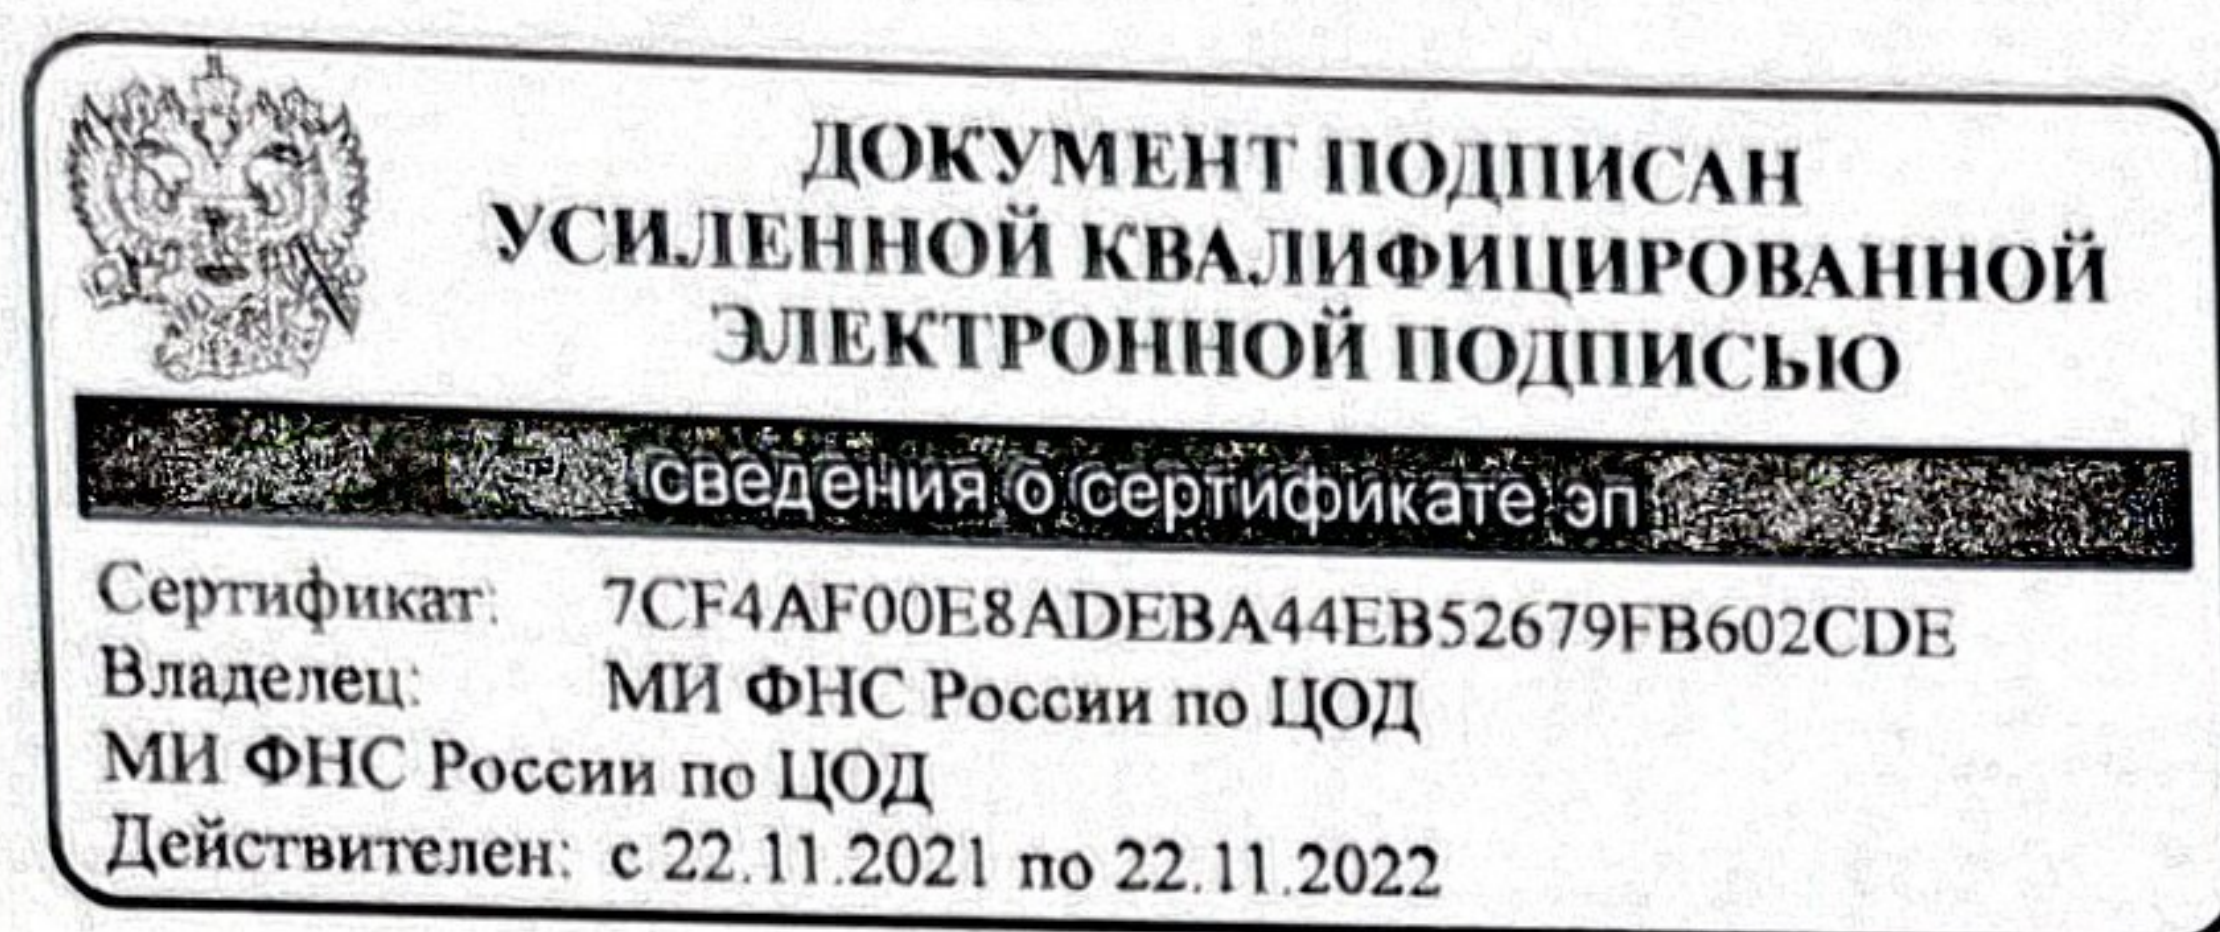 ДОКУМЕНТ ПОДПИСАН
УСИЛЕННОЙ КВАЛИФИЦИРОВАННОЙ
ЭЛЕКТРОННОЙ ПОДПИСЬЮ
сведения о сертификате эп
Сертификат: 7CF4AF00E8ADEBA44EB52679FB602CDE
Владелец: МИ ФНС России по ЦОД
МИ ФНС России по ЦОД
Действителен: с 22.11.2021 по 22.11.2022